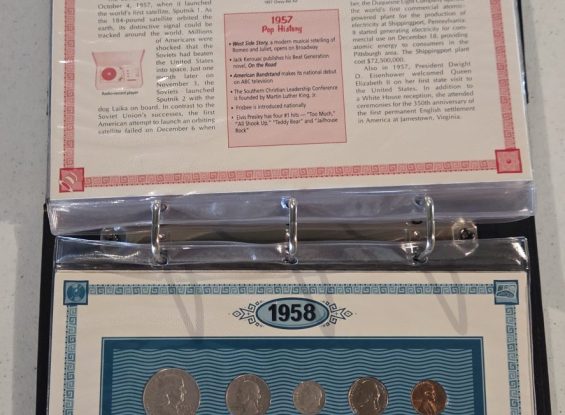 October 4, 1957, when it launched
the world's first satellite, Sputnik 1. As
the 184-pound satellite orbited the
earth, its distinctive signal could be
tracked around the world. Millions
of Americans were
shocked that the
Soviets had beaten
the United States
into space. Just one
month later on
November 3, the
Soviets launched
Sputnik 2 with the
dog Laika on board. In contrast to the
Soviet Union's successes, the first
American attempt to launch an orbiting
satellite failed on December 6 when
1957 Chevy Bel Air
1957
Pop History
• West Side Story, a modern musical retelling of
Romeo and Juliet, opens on Broadway
• Jack Kerouac publishes his Beat Generation
novel, On the Road
• American Bandstand makes its national debut
on ABC television
• The Southern Christian Leadership Conference
is founded by Martin Luther King, Jr.
• Frisbee is introduced nationally
• Elvis Presley has four #1 hits — "Too Much,"
"All Shook Up," "Teddy Bear" and "Jailhouse
Rock"
ber, the Duquesne Light Company
the world's first commercial atomic-
powered plant for the production of
electricity at Shippingport, Pennsylvania.
It started generating electricity for com-
mercial use on December 18, providing
atomic energy to consumers in the
Pittsburgh area. The Shippingport plant
cost $72,500,000.
Also in 1957, President Dwight
D. Eisenhower welcomed Queen
Elizabeth II on her first state visit to
the United States. In addition to
a White House reception, she attended
ceremonies for the 350th anniversary of
the first permanent English settlement
in America at Jamestown, Virginia.
1958